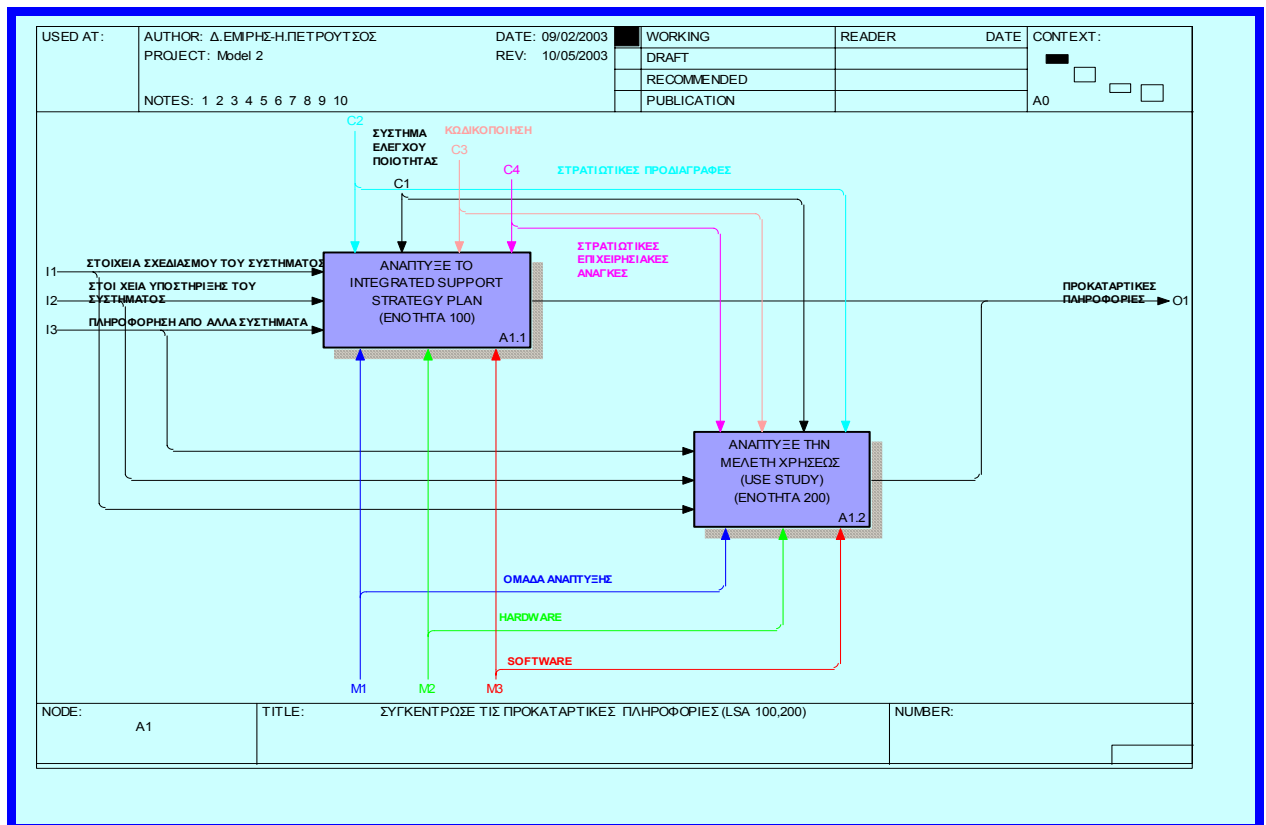 USED AT:
AUTHOR: Δ.ΕΜΙΡΗΣ-Η.ΠΕΤΡΟΥΤΣΟΣ
DATE: 09/02/2003
WORKING
READER
DATE
CONTEXT:
PROJECT: Model 2
REV: 10/05/2003
DRAFT
RECOMMENDED
NOTES: 1 2 3 4 5 6 7 8 9 10
PUBLICATION
A0
C2
ΣΥΣΤΗΜΑ
ΕΛΕΓΧΟΥ
ΠΟΙΟΤΗΤΑΣ
C1
ΚΩΔΙΚΟΠΟΙΗΣΗ
C3
C4
ΣΤΡΑΤΙΩΤΙΚΕΣ ΠΡΟΔΙΑΓΡΑΦΕΣ
ΣΤΡΑΤΙΩΤΙΚΕΣ
ΕΠΙΧΕΙΡΗΣΙΑΚΕΣ
ΑΝΑΓΚΕΣ
I1
ΣΤΟΙΧΕΙΑ ΣΧΕΔΙΑΣΜΟΥ ΤΟΥ ΣΥΣΤΗΜΑΤΟΣ
I2
ΣΤΟΙ ΧΕΙΑ ΥΠΟΣΤΗΡΙΞΗΣ ΤΟΥ
ΣΥΣΤΗΜΑΤΟΣ
I3
ΠΛΗΡΟΦΟΡΗΣΗ ΑΠΟ ΑΛΛΑ ΣΥΣΤΗΜΑΤΑ
ΑΝΑΠΤΥΞΕ ΤΟ
INTEGRATED SUPPORT
STRATEGY PLAN
(ΕΝΟΤΗΤΑ 100)
A1.1
ΠΡΟΚΑΤΑΡΤΙΚΕΣ
ΠΛΗΡΟΦΟΡΙΕΣ
O1
ΑΝΑΠΤΥΞΕ ΤΗΝ
ΜΕΛΕΤΗ ΧΡΗΣΕΩΣ
(USE STUDY)
(ΕΝΟΤΗΤΑ 200)
A1.2
ΟΜΑΔΑ ΑΝΑΠΤΥΞΗΣ
HARDWARE
SOFTWARE
M1
M2
M3
NODE:
A1
TITLE:
ΣΥΓΚΕΝΤΡΩΣΕ ΤΙΣ ΠΡΟΚΑΤΑΡΤΙΚΕΣ ΠΛΗΡΟΦΟΡΙΕΣ (LSA 100,200)
NUMBER: